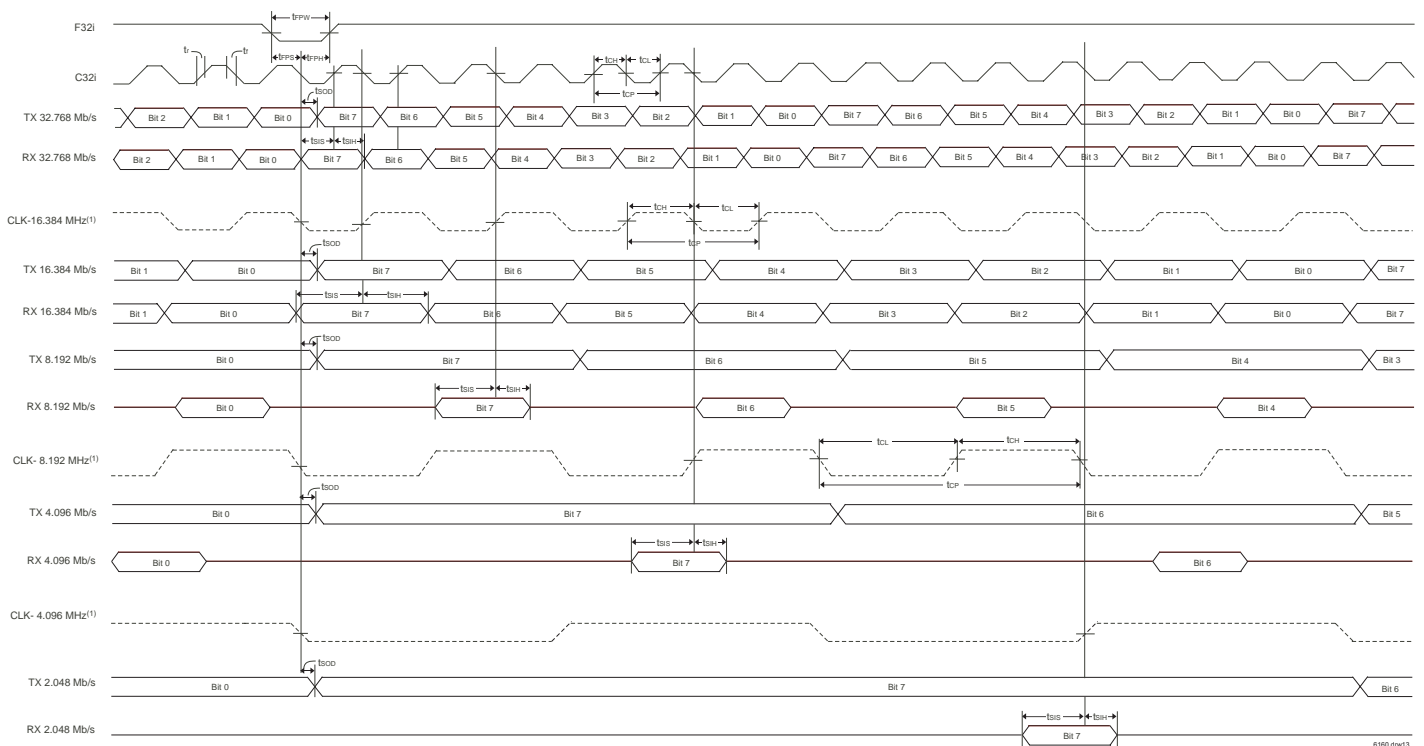 F32i
tFPW
tr
tf
tFPS
tFPH
C32i
tCH
tCL
tCP
tSOD
TX 32.768 Mb/s
Bit 2
Bit 1
Bit 0
Bit 7
Bit 6
Bit 5
Bit 4
Bit 3
Bit 2
Bit 1
Bit 0
Bit 7
Bit 6
Bit 5
Bit 4
Bit 3
Bit 2
Bit 1
Bit 0
Bit 7
tSIS
tSIH
RX 32.768 Mb/s
Bit 2
Bit 1
Bit 0
Bit 7
Bit 6
Bit 5
Bit 4
Bit 3
Bit 2
Bit 1
Bit 0
Bit 7
Bit 6
Bit 5
Bit 4
Bit 3
Bit 2
Bit 1
Bit 0
Bit 7
CLK-16.384 MHz(1)
tCH
tCL
tCP
tSOD
TX 16.384 Mb/s
Bit 1
Bit 0
Bit 7
Bit 6
Bit 5
Bit 4
Bit 3
Bit 2
Bit 1
Bit 0
Bit 7
tSIS
tSIH
RX 16.384 Mb/s
Bit 1
Bit 0
Bit 7
Bit 6
Bit 5
Bit 4
Bit 3
Bit 2
Bit 1
Bit 0
Bit 7
tSOD
TX 8.192 Mb/s
Bit 0
Bit 7
Bit 6
Bit 5
Bit 4
Bit 3
tSIS
tSIH
RX 8.192 Mb/s
Bit 0
Bit 7
Bit 6
Bit 5
Bit 4
CLK- 8.192 MHz(1)
tCL
tCH
tCP
tSOD
TX 4.096 Mb/s
Bit 0
Bit 7
Bit 6
Bit 5
tSIS
tSIH
RX 4.096 Mb/s
Bit 0
Bit 7
Bit 6
CLK- 4.096 MHz(1)
tSOD
TX 2.048 Mb/s
Bit 0
Bit 7
Bit 6
tSIS
tSIH
RX 2.048 Mb/s
Bit 7
6160 drw13